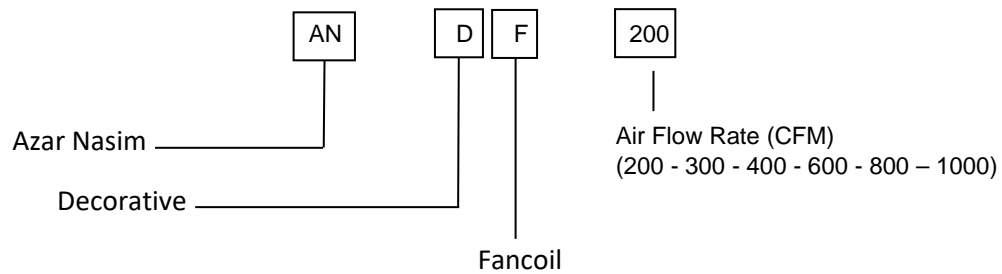 AN D F 200
Azar Nasim
Air Flow Rate (CFM)
(200 - 300 - 400 - 600 - 800 – 1000)
Decorative
Fancoil